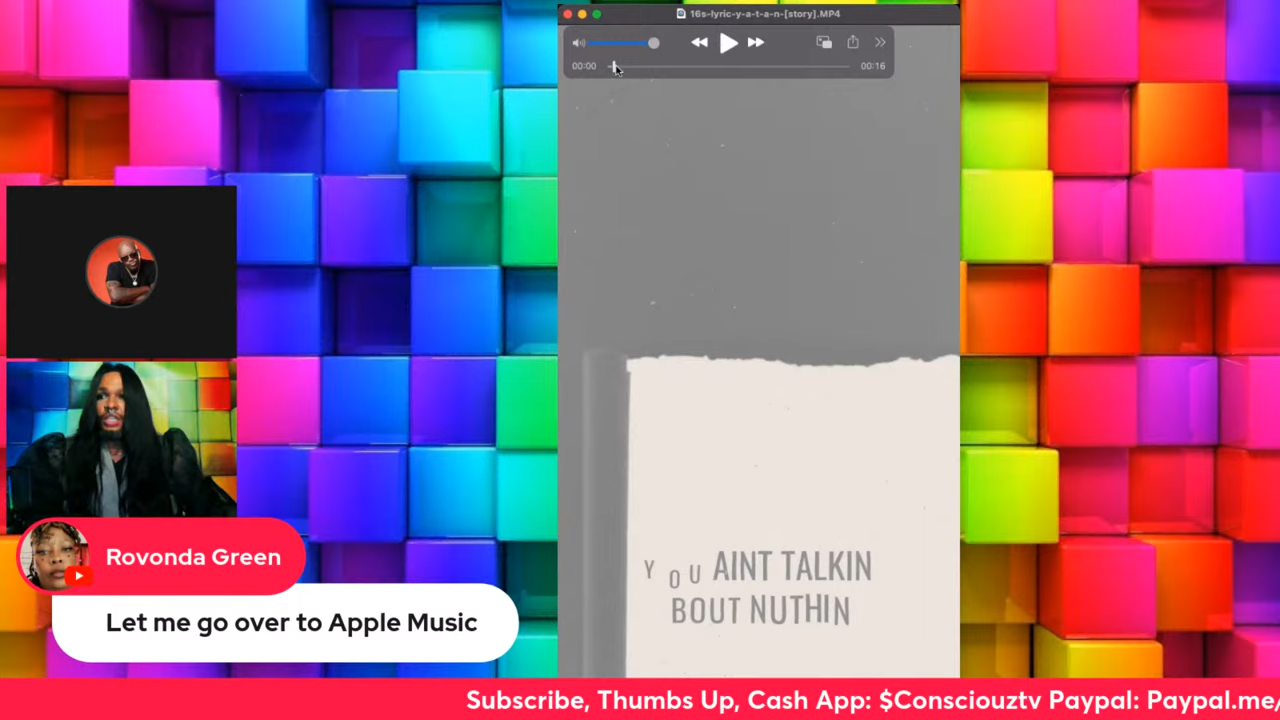 16s-lyric-y-a-t-a-n-[story].MP4
00:00
00:16
YOU AINT TALKIN
BOUT NUTHIN
Rovonda Green
Let me go over to Apple Music
Subscribe, Thumbs Up, Cash App: $Consciouztv Paypal: Paypal.me/